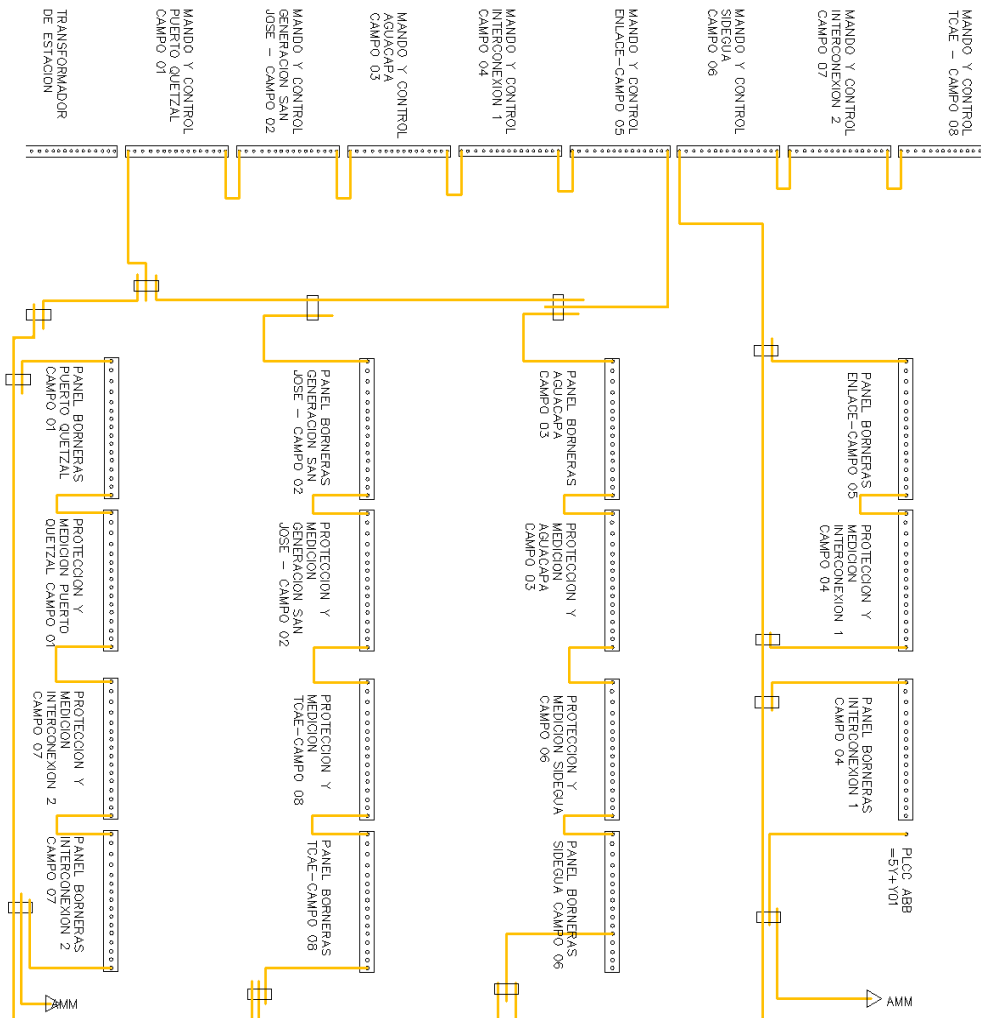 TRANSFORMADOR
DE ESTACION
MANDO Y CONTROL
PUERTO QUETZAL
CAMPO 01
MANDO Y CONTROL
GENERACION SAN
JOSE - CAMPO 02
MANDO Y CONTROL
AGUACAPA
CAMPO 03
MANDO Y CONTROL
INTERCONEXION 1
CAMPO 04
MANDO Y CONTROL
ENLACE-CAMPO 05
MANDO Y CONTROL
SIDEGUA
CAMPO 06
MANDO Y CONTROL
INTERCONEXION 2
CAMPO 07
MANDO Y CONTROL
TCAE - CAMPO 08
PANEL BORNERAS
PUERTO QUETZAL
CAMPO 01
PANEL BORNERAS
GENERACION SAN
JOSE - CAMPO 02
PANEL BORNERAS
AGUACAPA
CAMPO 03
PANEL BORNERAS
ENLACE-CAMPO 05
PROTECCION Y
MEDICION PUERTO
QUETZAL CAMPO 01
PROTECCION Y
MEDICION
GENERACION SAN
JOSE - CAMPO 02
PROTECCION Y
MEDICION
AGUACAPA
CAMPO 03
PROTECCION Y
MEDICION
INTERCONEXION 1
CAMPO 04
PROTECCION Y
MEDICION
INTERCONEXION 2
CAMPO 07
PROTECCION Y
MEDICION
TCAE-CAMPO 08
PROTECCION Y
MEDICION SIDEGUA
CAMPO 06
PANEL BORNERAS
INTERCONEXION 1
CAMPO 04
PANEL BORNERAS
INTERCONEXION 2
CAMPO 07
PANEL BORNERAS
TCAE-CAMPO 08
PANEL BORNERAS
SIDEGUA CAMPO 06
PLCC ABB
=5Y+Y01
AMM
AMM